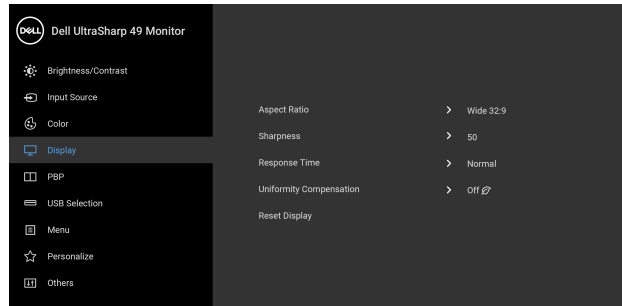 DELL Dell UltraSharp 49 Monitor
Brightness/Contrast
Input Source
Color
Display
PBP
USB Selection
Menu
Personalize
Others
Aspect Ratio > Wide 32:9
Sharpness > 50
Response Time > Normal
Uniformity Compensation > Off
Reset Display